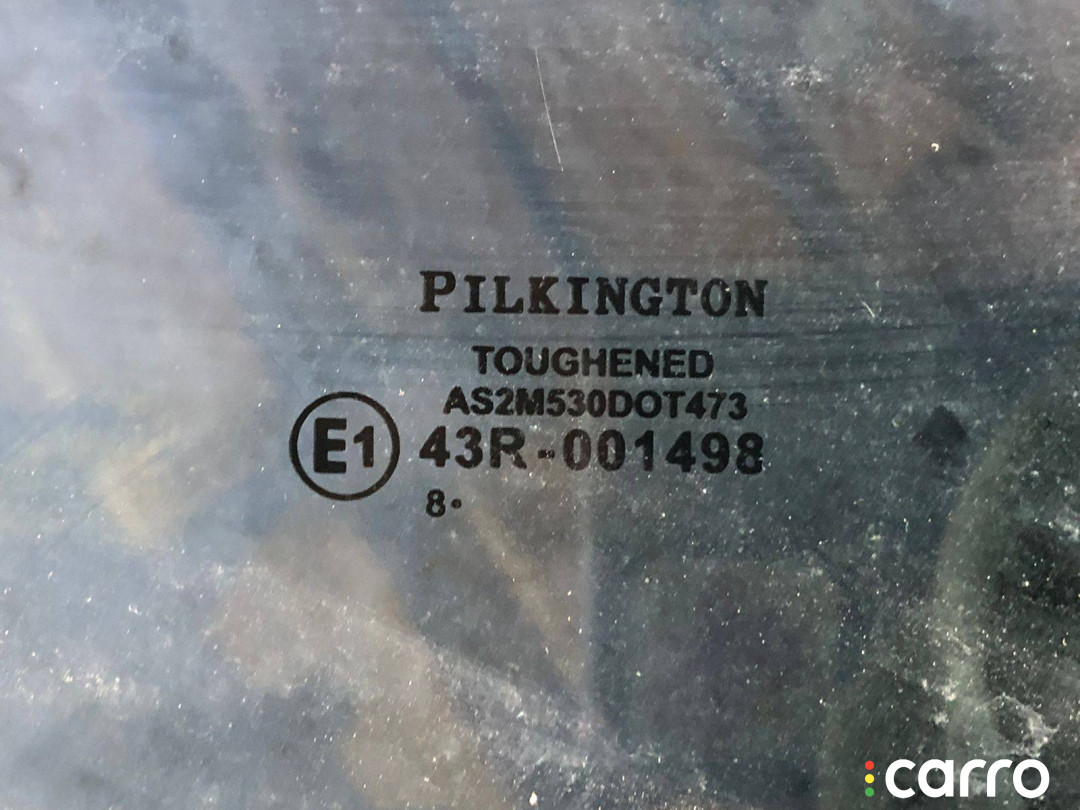 PILKINGTON
TOUGHENED
AS2M530DOT473
E1 43R-001498
8•
carro